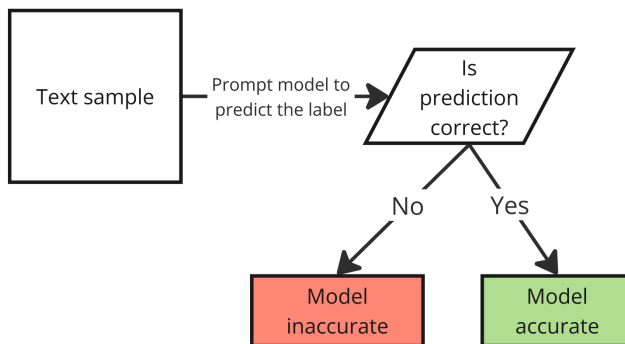 Text sample
Prompt model to
predict the label
Is
prediction
correct?
No
Yes
Model
inaccurate
Model
accurate